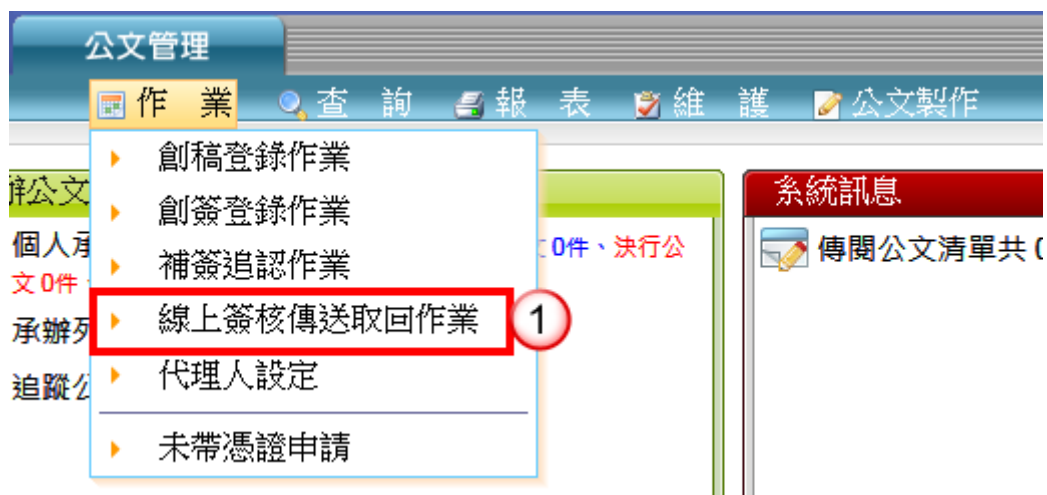 公文管理
作 業 查 詢 報 表 維 護 公文製作
創稿登錄作業
創簽登錄作業
補簽追認作業
線上簽核傳送取回作業
1
代理人設定
未帶憑證申請
辦公文
個人承
0件、決行公
文0件
承辦列
追蹤公
系統訊息
傳閱公文清單共 0